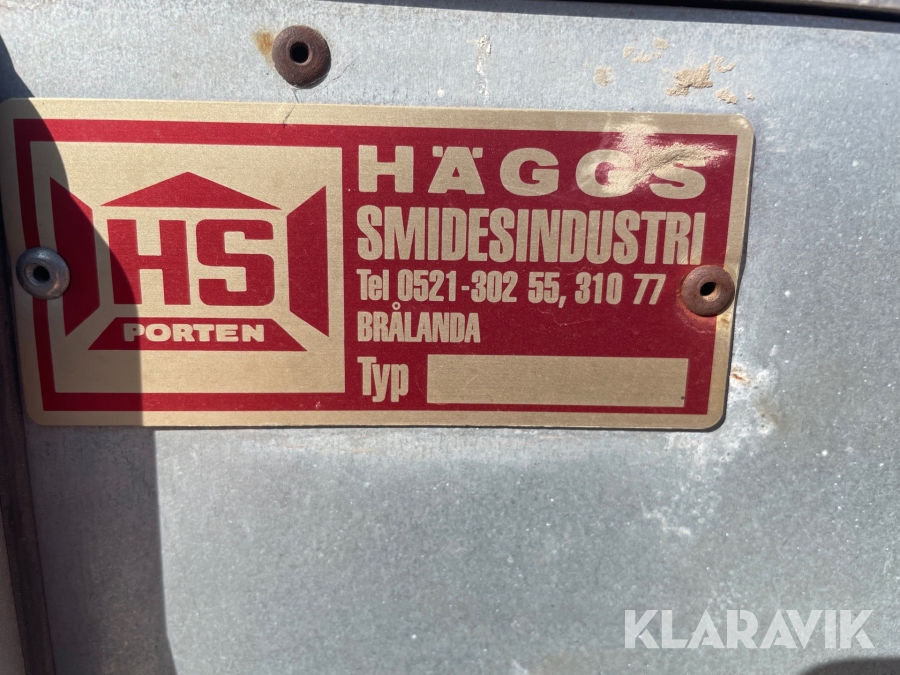 HS
PORTEN
HÄGGS
SMIDESINDUSTRI
Tel 0521-302 55, 310 77
BRÅLANDA
Typ
KLARAVIK